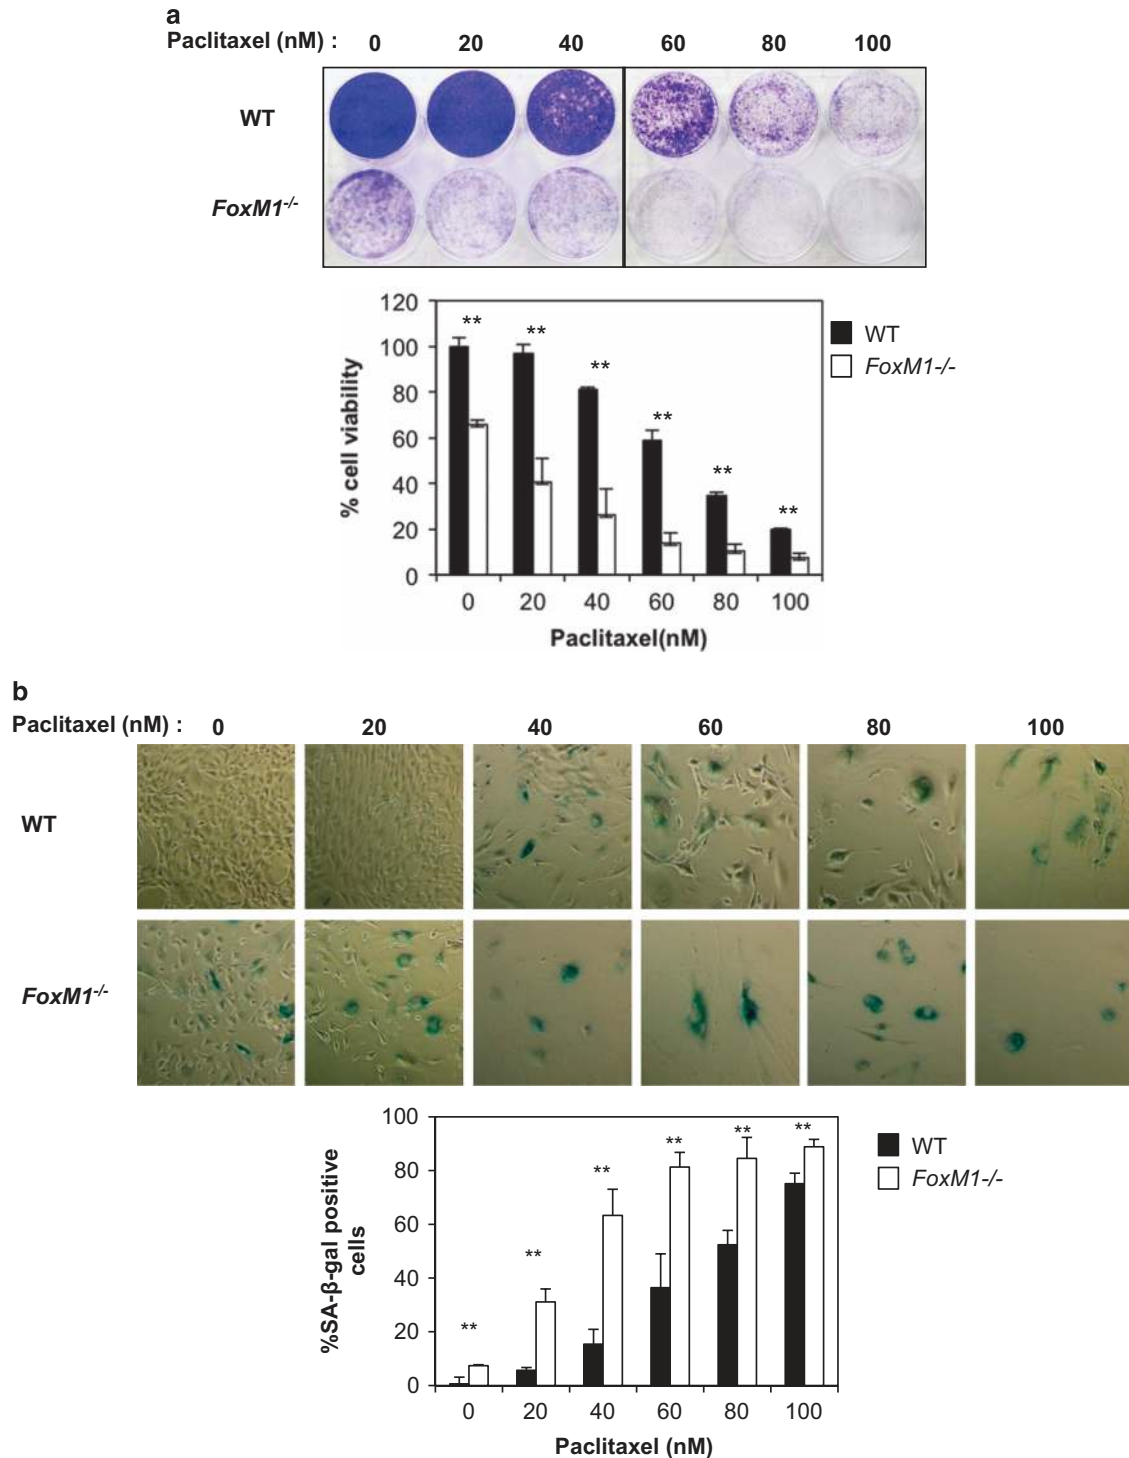 a
Paclitaxel (nM) : 0 20 40 60 80 100
WT
FoxM1-/-
120
100
80
60
40
20
0
% cell viability
** ** ** ** ** **
WT
FoxM1-/-
0 20 40 60 80 100
Paclitaxel(nM)
b
Paclitaxel (nM) : 0 20 40 60 80 100
WT
FoxM1-/-
100
80
60
40
20
0
%SA-β-gal positive
cells
** ** ** ** ** **
WT
FoxM1-/-
0 20 40 60 80 100
Paclitaxel (nM)